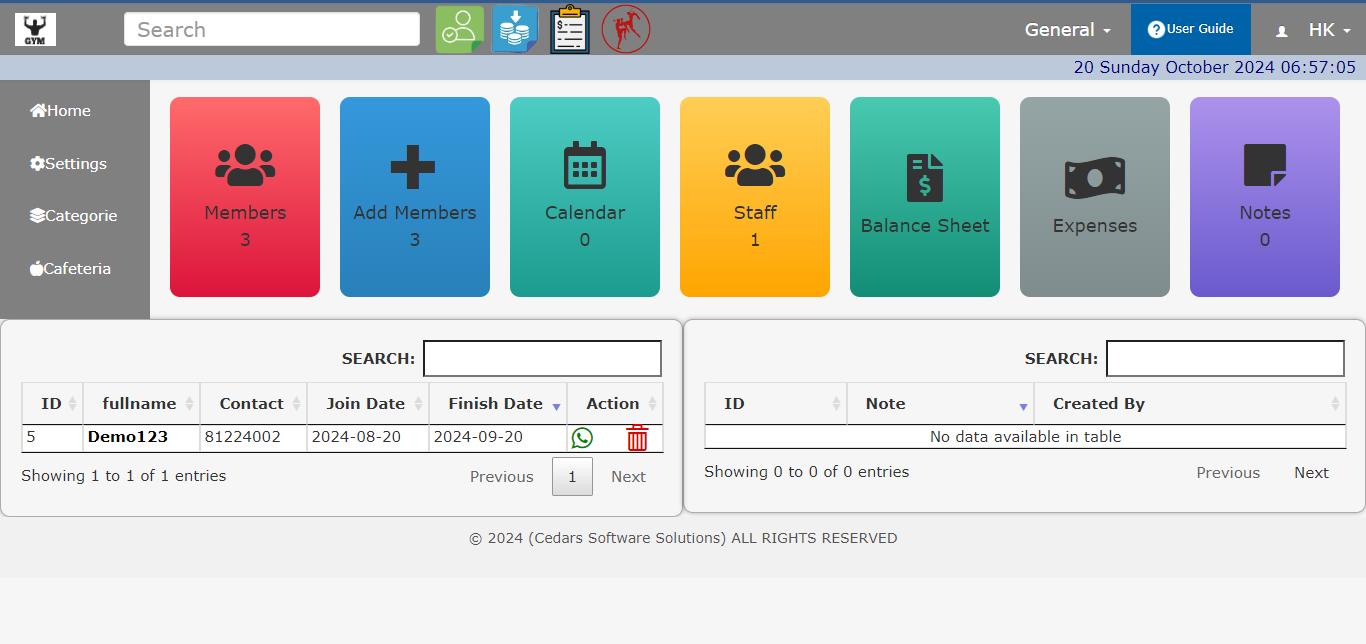 GYM
Search
General
User Guide
HK
20 Sunday October 2024 06:57:05
Home
Settings
Categorie
Cafeteria
Members
3
Add Members
3
Calendar
0
Staff
1
Balance Sheet
Expenses
Notes
0
SEARCH:
ID fullname Contact Join Date Finish Date Action
5 Demo123 81224002 2024-08-20 2024-09-20
Showing 1 to 1 of 1 entries
Previous 1 Next
SEARCH:
ID Note Created By
No data available in table
Showing 0 to 0 of 0 entries
Previous Next
© 2024 (Cedars Software Solutions) ALL RIGHTS RESERVED